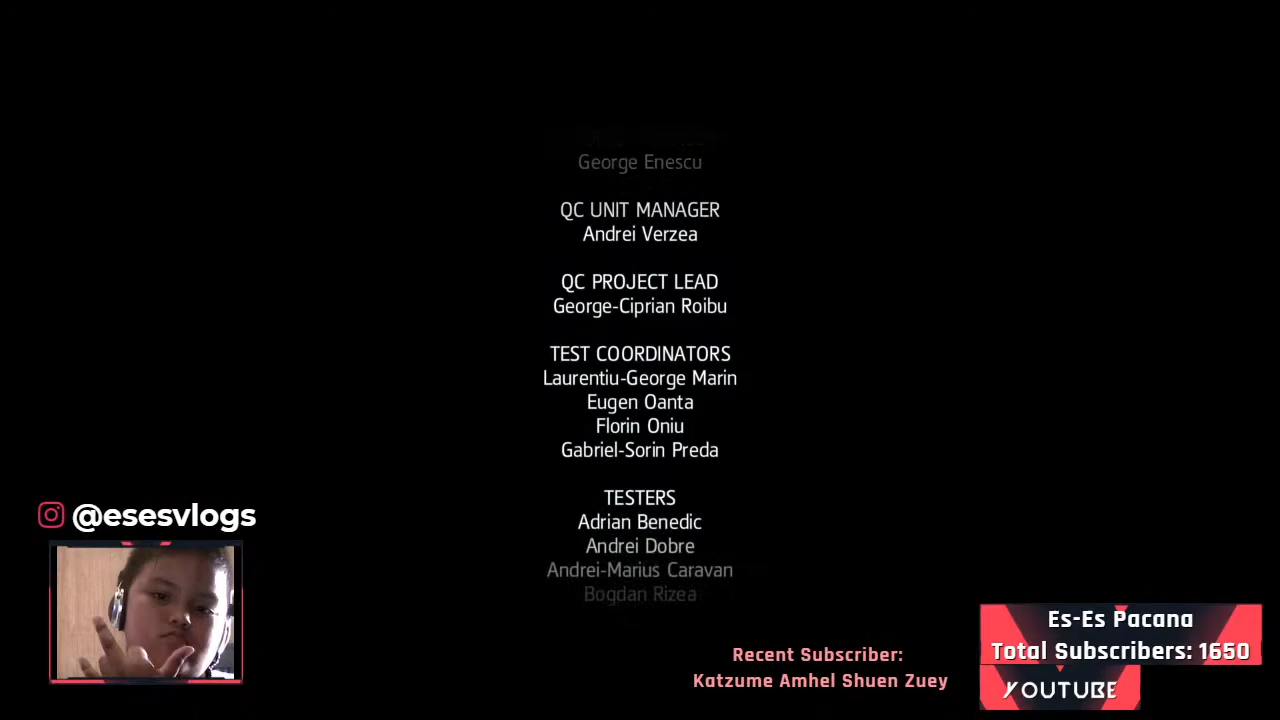 George Enescu
QC UNIT MANAGER
Andrei Verzea
QC PROJECT LEAD
George-Ciprian Roibu
TEST COORDINATORS
Laurentiu-George Marin
Eugen Oanta
Florin Oniu
Gabriel-Sorin Preda
TESTERS
Adrian Benedic
Andrei Dobre
Andrei-Marius Caravan
Bogdan Rizea
@esesvlogs
Recent Subscriber:
Katzume Amhel Shuen Zuey
Es-Es Pacana
Total Subscribers: 1650
YOUTUBE